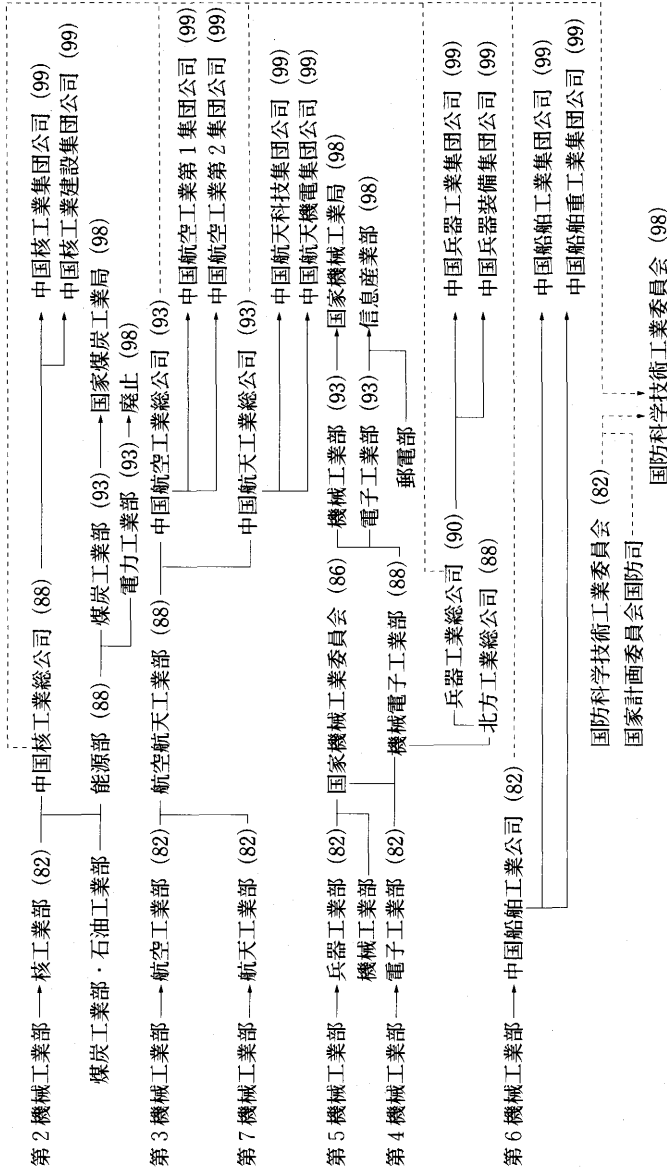 第2機械工業部 核工業部 (82) 中国核工業総公司 (88) 中国核工業集団公司 (99)
中国核工業建設集団公司 (99)
煤炭工業部・石油工業部 能源部 (88) 煤炭工業部 (93) 国家煤炭工業局 (98)
電力工業部 (93) 廃止 (98)
第3機械工業部 航空工業部 (82) 航空航天工業部 (88) 中国航空工業総公司 (93) 中国航空工業第1集団公司 (99)
中国航空工業第2集団公司 (99)
第7機械工業部 航天工業部 (82) 中国航天工業総公司 (93) 中国航天科技集団公司 (99)
中国航天機電集団公司 (99)
第5機械工業部 兵器工業部 (82) 国家機械工業委員会 (86) 機械工業部 (93) 国家機械工業局 (98)
機械工業部
電子工業部 (93) 信息産業部 (98)
第4機械工業部 電子工業部 (82) 機械電子工業部 (88)
郵電部
兵器工業総公司 (90) 中国兵器工業集団公司 (99)
北方工業総公司 (88) 中国兵器装備集団公司 (99)
第6機械工業部 中国船舶工業公司 (82) 中国船舶工業集団公司 (99)
中国船舶重工業集団公司 (99)
国防科学技術工業委員会 (82)
国家計画委員会国防司
国防科学技術工業委員会 (98)